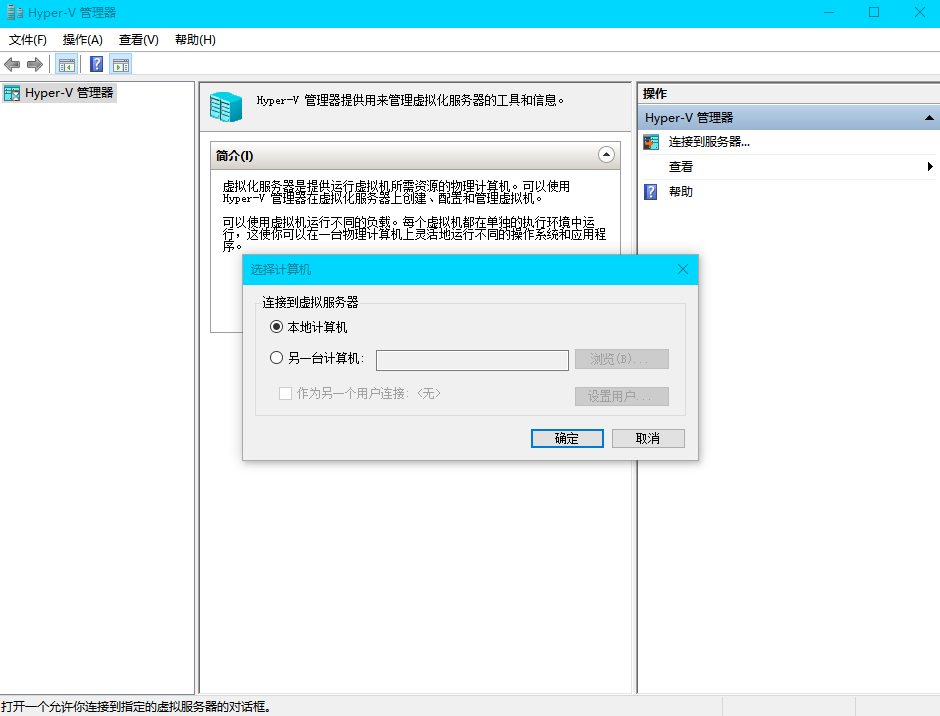 Hyper-V 管理器
文件(F) 操作(A) 查看(V) 帮助(H)
Hyper-V 管理器
Hyper-V 管理器提供用来管理虚拟化服务器的工具和信息。
简介(I)
虚拟化服务器是提供运行虚拟机所需资源的物理计算机。可以使用
Hyper-V 管理器在虚拟化服务器上创建、配置和管理虚拟机。
可以使用虚拟机运行不同的负载。每个虚拟机都在单独的执行环境中运
行，这使你可以在一台物理计算机上灵活地运行不同的操作系统和应用程
序。
选择计算机
连接到虚拟服务器
本地计算机
另一台计算机:
浏览(B)...
作为另一个用户连接: <无>
设置用户...
确定
取消
操作
Hyper-V 管理器
连接到服务器...
查看
帮助
打开一个允许你连接到指定的虚拟服务器的对话框。